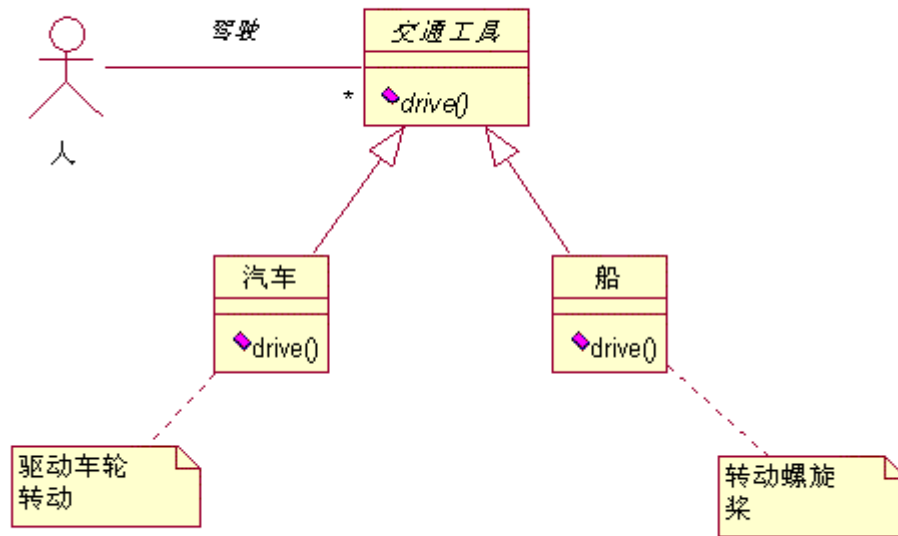 驾驶
交通工具
*
drive()
人
汽车
drive()
船
drive()
驱动车轮
转动
转动螺旋
桨